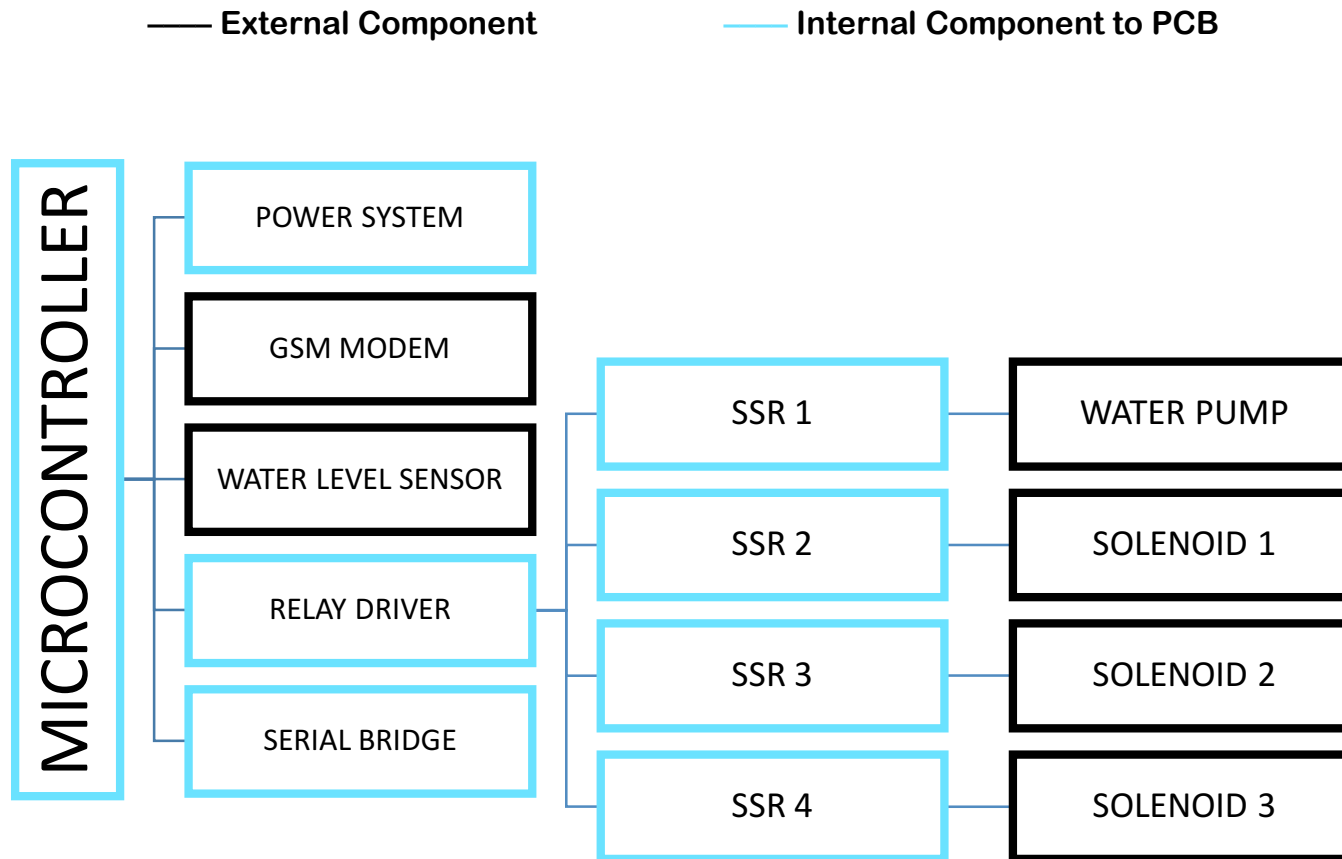 External Component
Internal Component to PCB
MICROCONTROLLER
POWER SYSTEM
GSM MODEM
WATER LEVEL SENSOR
RELAY DRIVER
SERIAL BRIDGE
SSR 1
WATER PUMP
SSR 2
SOLENOID 1
SSR 3
SOLENOID 2
SSR 4
SOLENOID 3